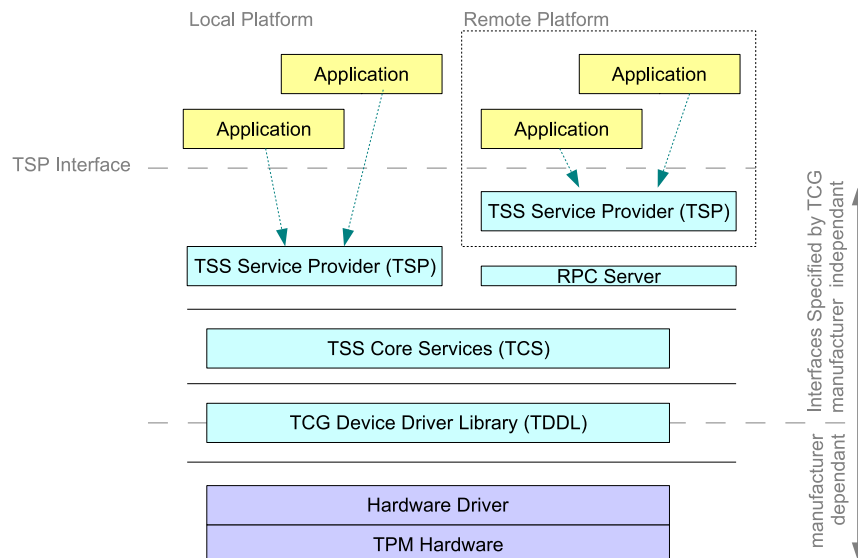 Local Platform
Remote Platform
Application
Application
Application
Application
TSP Interface
TSS Service Provider (TSP)
TSS Service Provider (TSP)
RPC Server
TSS Core Services (TCS)
TCG Device Driver Library (TDDL)
Hardware Driver
TPM Hardware
Interfaces Specified by TCG
manufacturer independant
manufacturer
dependant